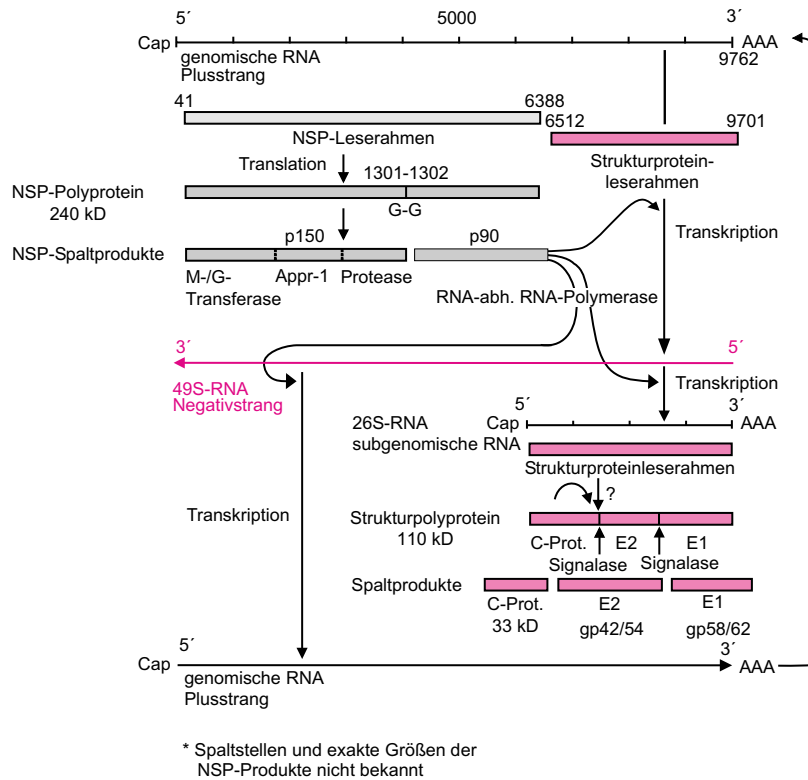 5´ 5000 3´
Cap AAA
genomische RNA 9762
Plusstrang
41 6388
6512 9701
NSP-Leserahmen
Translation
Strukturprotein-
leserahmen
1301-1302
NSP-Polyprotein
240 kD
G-G
Transkription
p150 p90
NSP-Spaltprodukte
M-/G- Appr-1 Protease
Transferase
RNA-abh. RNA-Polymerase
3´ 5´
49S-RNA
Negativstrang
Transkription
5´ 3´
Cap AAA
26S-RNA
subgenomische RNA
Strukturproteinleserahmen
?
Transkription
Strukturpolyprotein
110 kD
C-Prot. E2 E1
Signalase Signalase
Spaltprodukte
C-Prot. E2 E1
33 kD gp42/54 gp58/62
5´ 3´
Cap AAA
genomische RNA
Plusstrang
* Spaltstellen und exakte Größen der
NSP-Produkte nicht bekannt